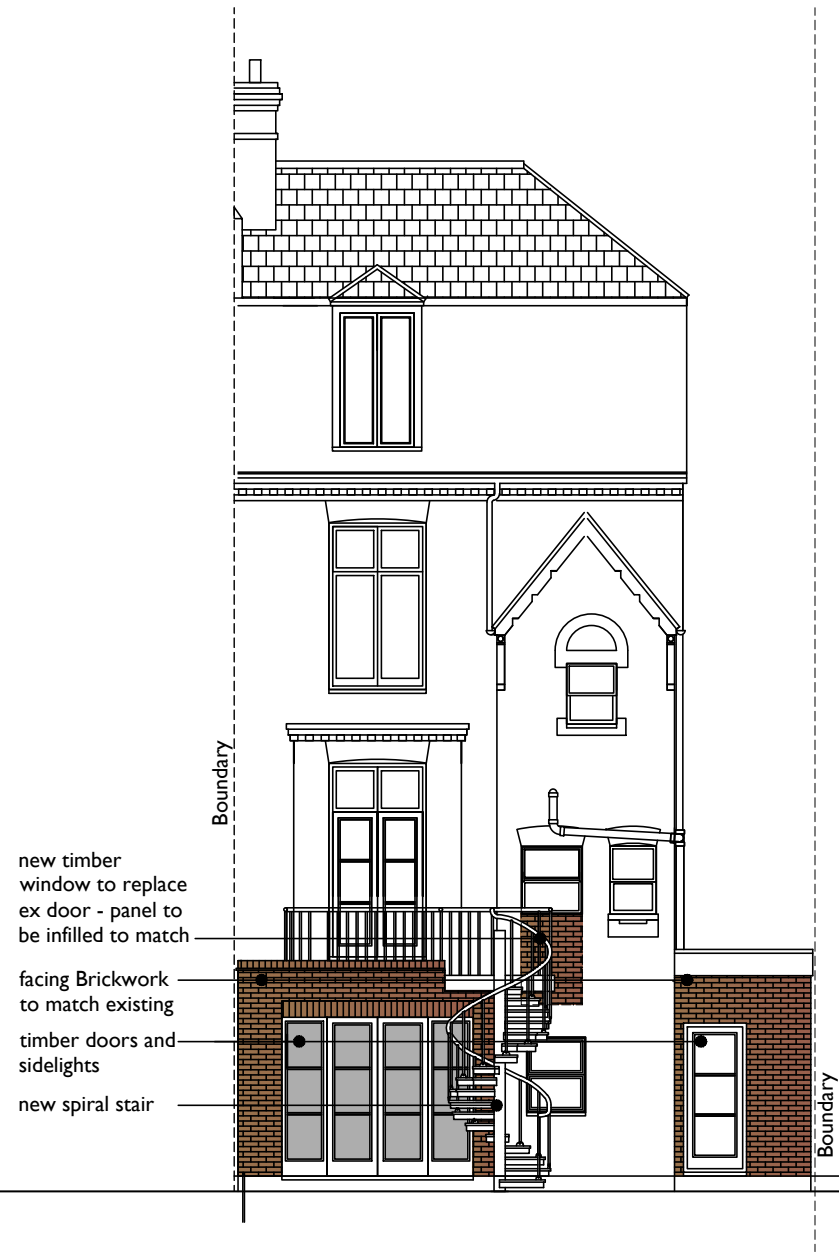 Boundary
new timber
window to replace
ex door - panel to
be infilled to match
facing Brickwork
to match existing
timber doors and
sidelights
new spiral stair
Boundary